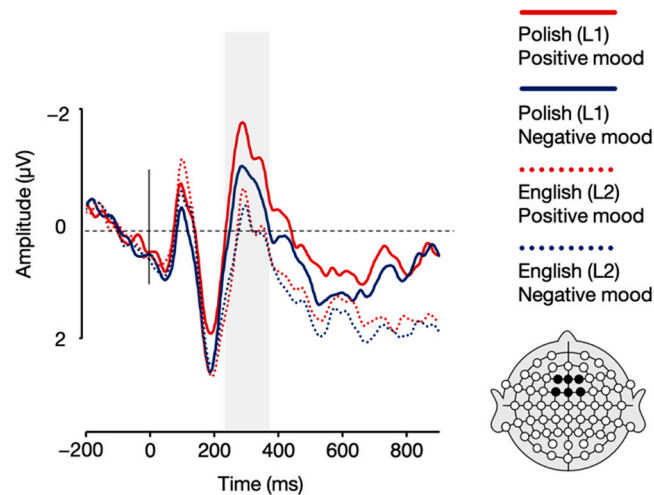 Polish (L1)
Positive mood
Polish (L1)
Negative mood
English (L2)
Positive mood
English (L2)
Negative mood
Amplitude (μV)
−2
0
2
−200
0
200
400
600
800
Time (ms)